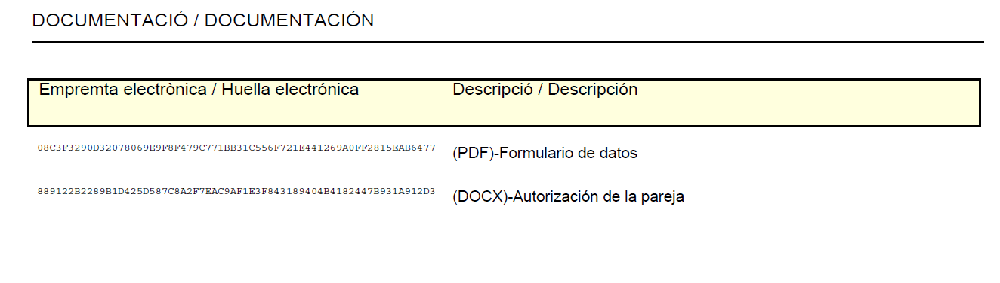 DOCUMENTACIÓ / DOCUMENTACIÓN
Empremta electrònica / Huella electrónica
Descripció / Descripción
08C3F3290D32078069E9F8F479C771BB31C556F721E441269A0FF2815EAB6477
(PDF)-Formulario de datos
889122B2289B1D425D587C8A2F7EAC9AF1E3F843189404B4182447B931A912D3
(DOCX)-Autorización de la pareja